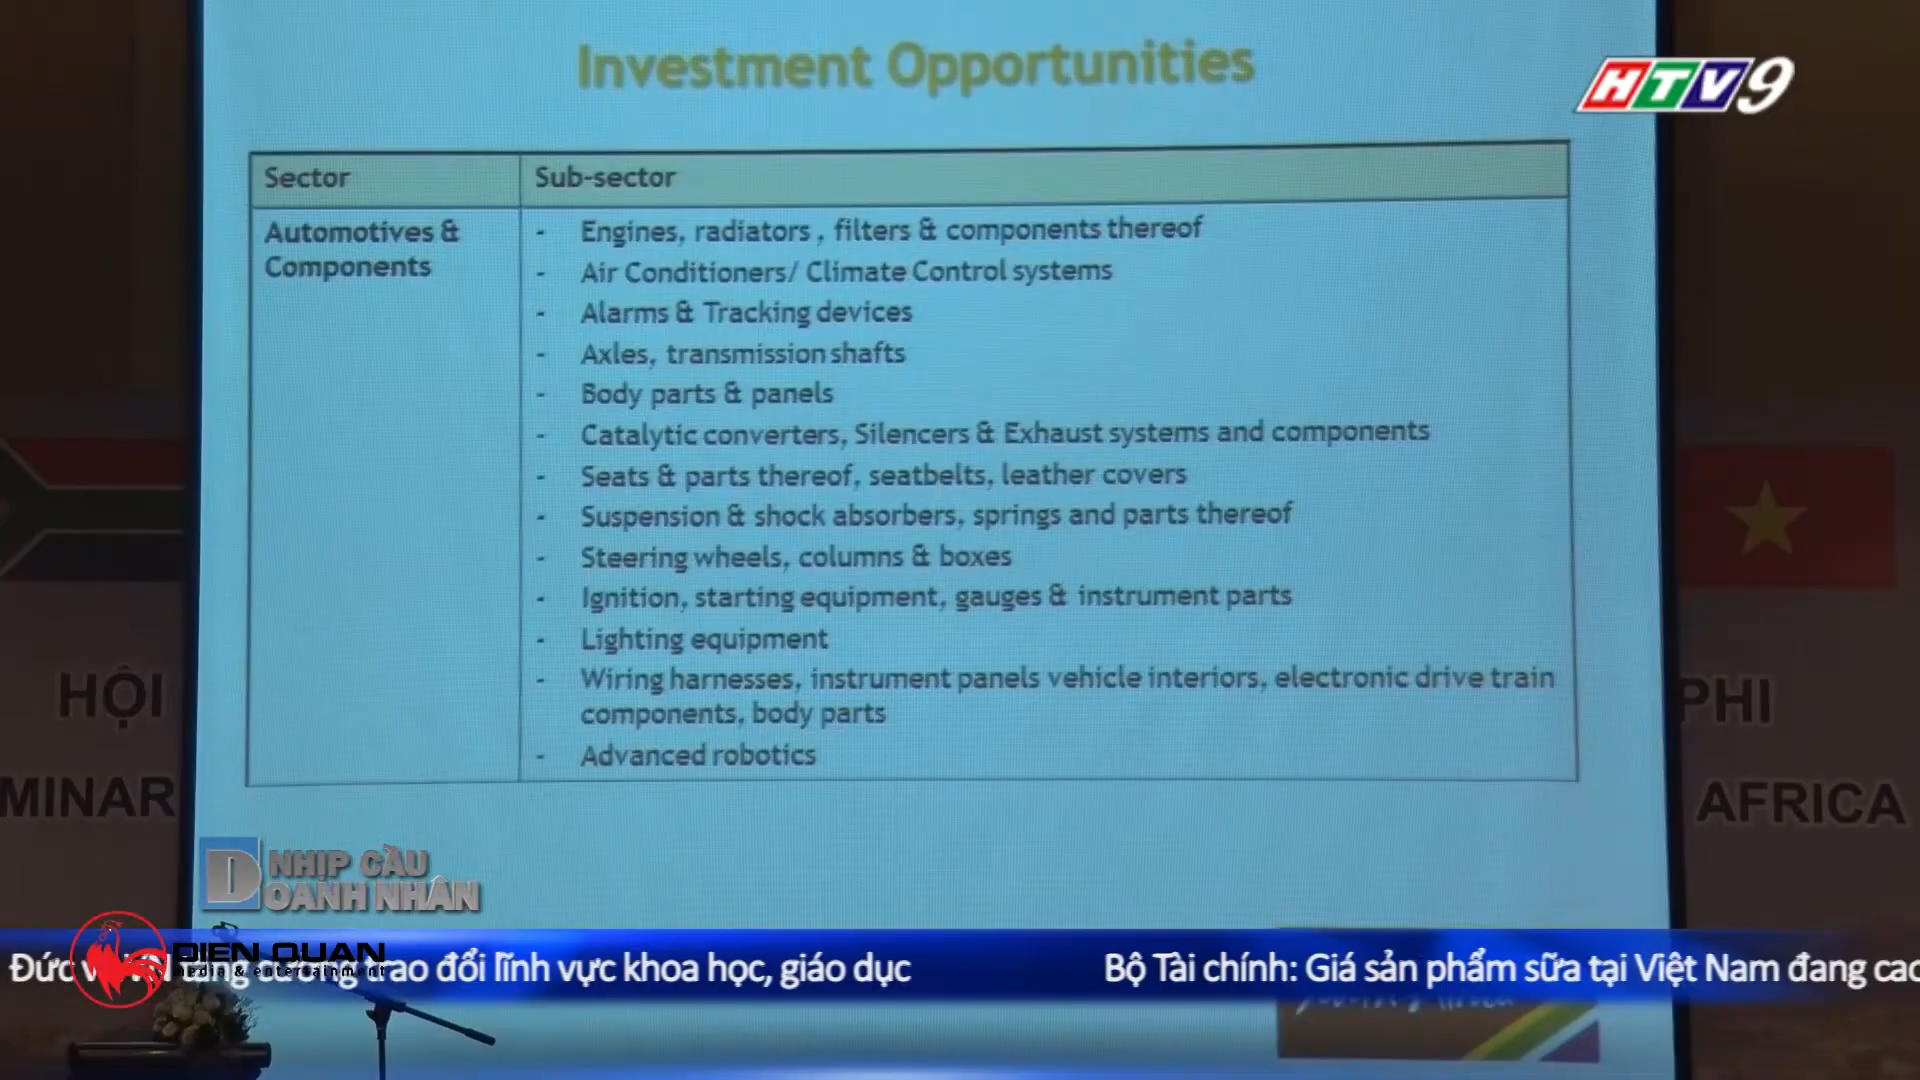 Investment Opportunities
HTV9
Sector
Sub-sector
Automotives &
Components
- Engines, radiators , filters & components thereof
- Air Conditioners/ Climate Control systems
- Alarms & Tracking devices
- Axles, transmission shafts
- Body parts & panels
- Catalytic converters, Silencers & Exhaust systems and components
- Seats & parts thereof, seatbelts, leather covers
- Suspension & shock absorbers, springs and parts thereof
- Steering wheels, columns & boxes
- Ignition, starting equipment, gauges & instrument parts
- Lighting equipment
- Wiring harnesses, instrument panels vehicle interiors, electronic drive train
components, body parts
- Advanced robotics
HỘI
PHI
MINAR
AFRICA
NHỊP CẦU
DOANH NHÂN
DIEN QUAN
media & entertainment
Đức tăng cường trao đổi lĩnh vực khoa học, giáo dục
Bộ Tài chính: Giá sản phẩm sữa tại Việt Nam đang cao